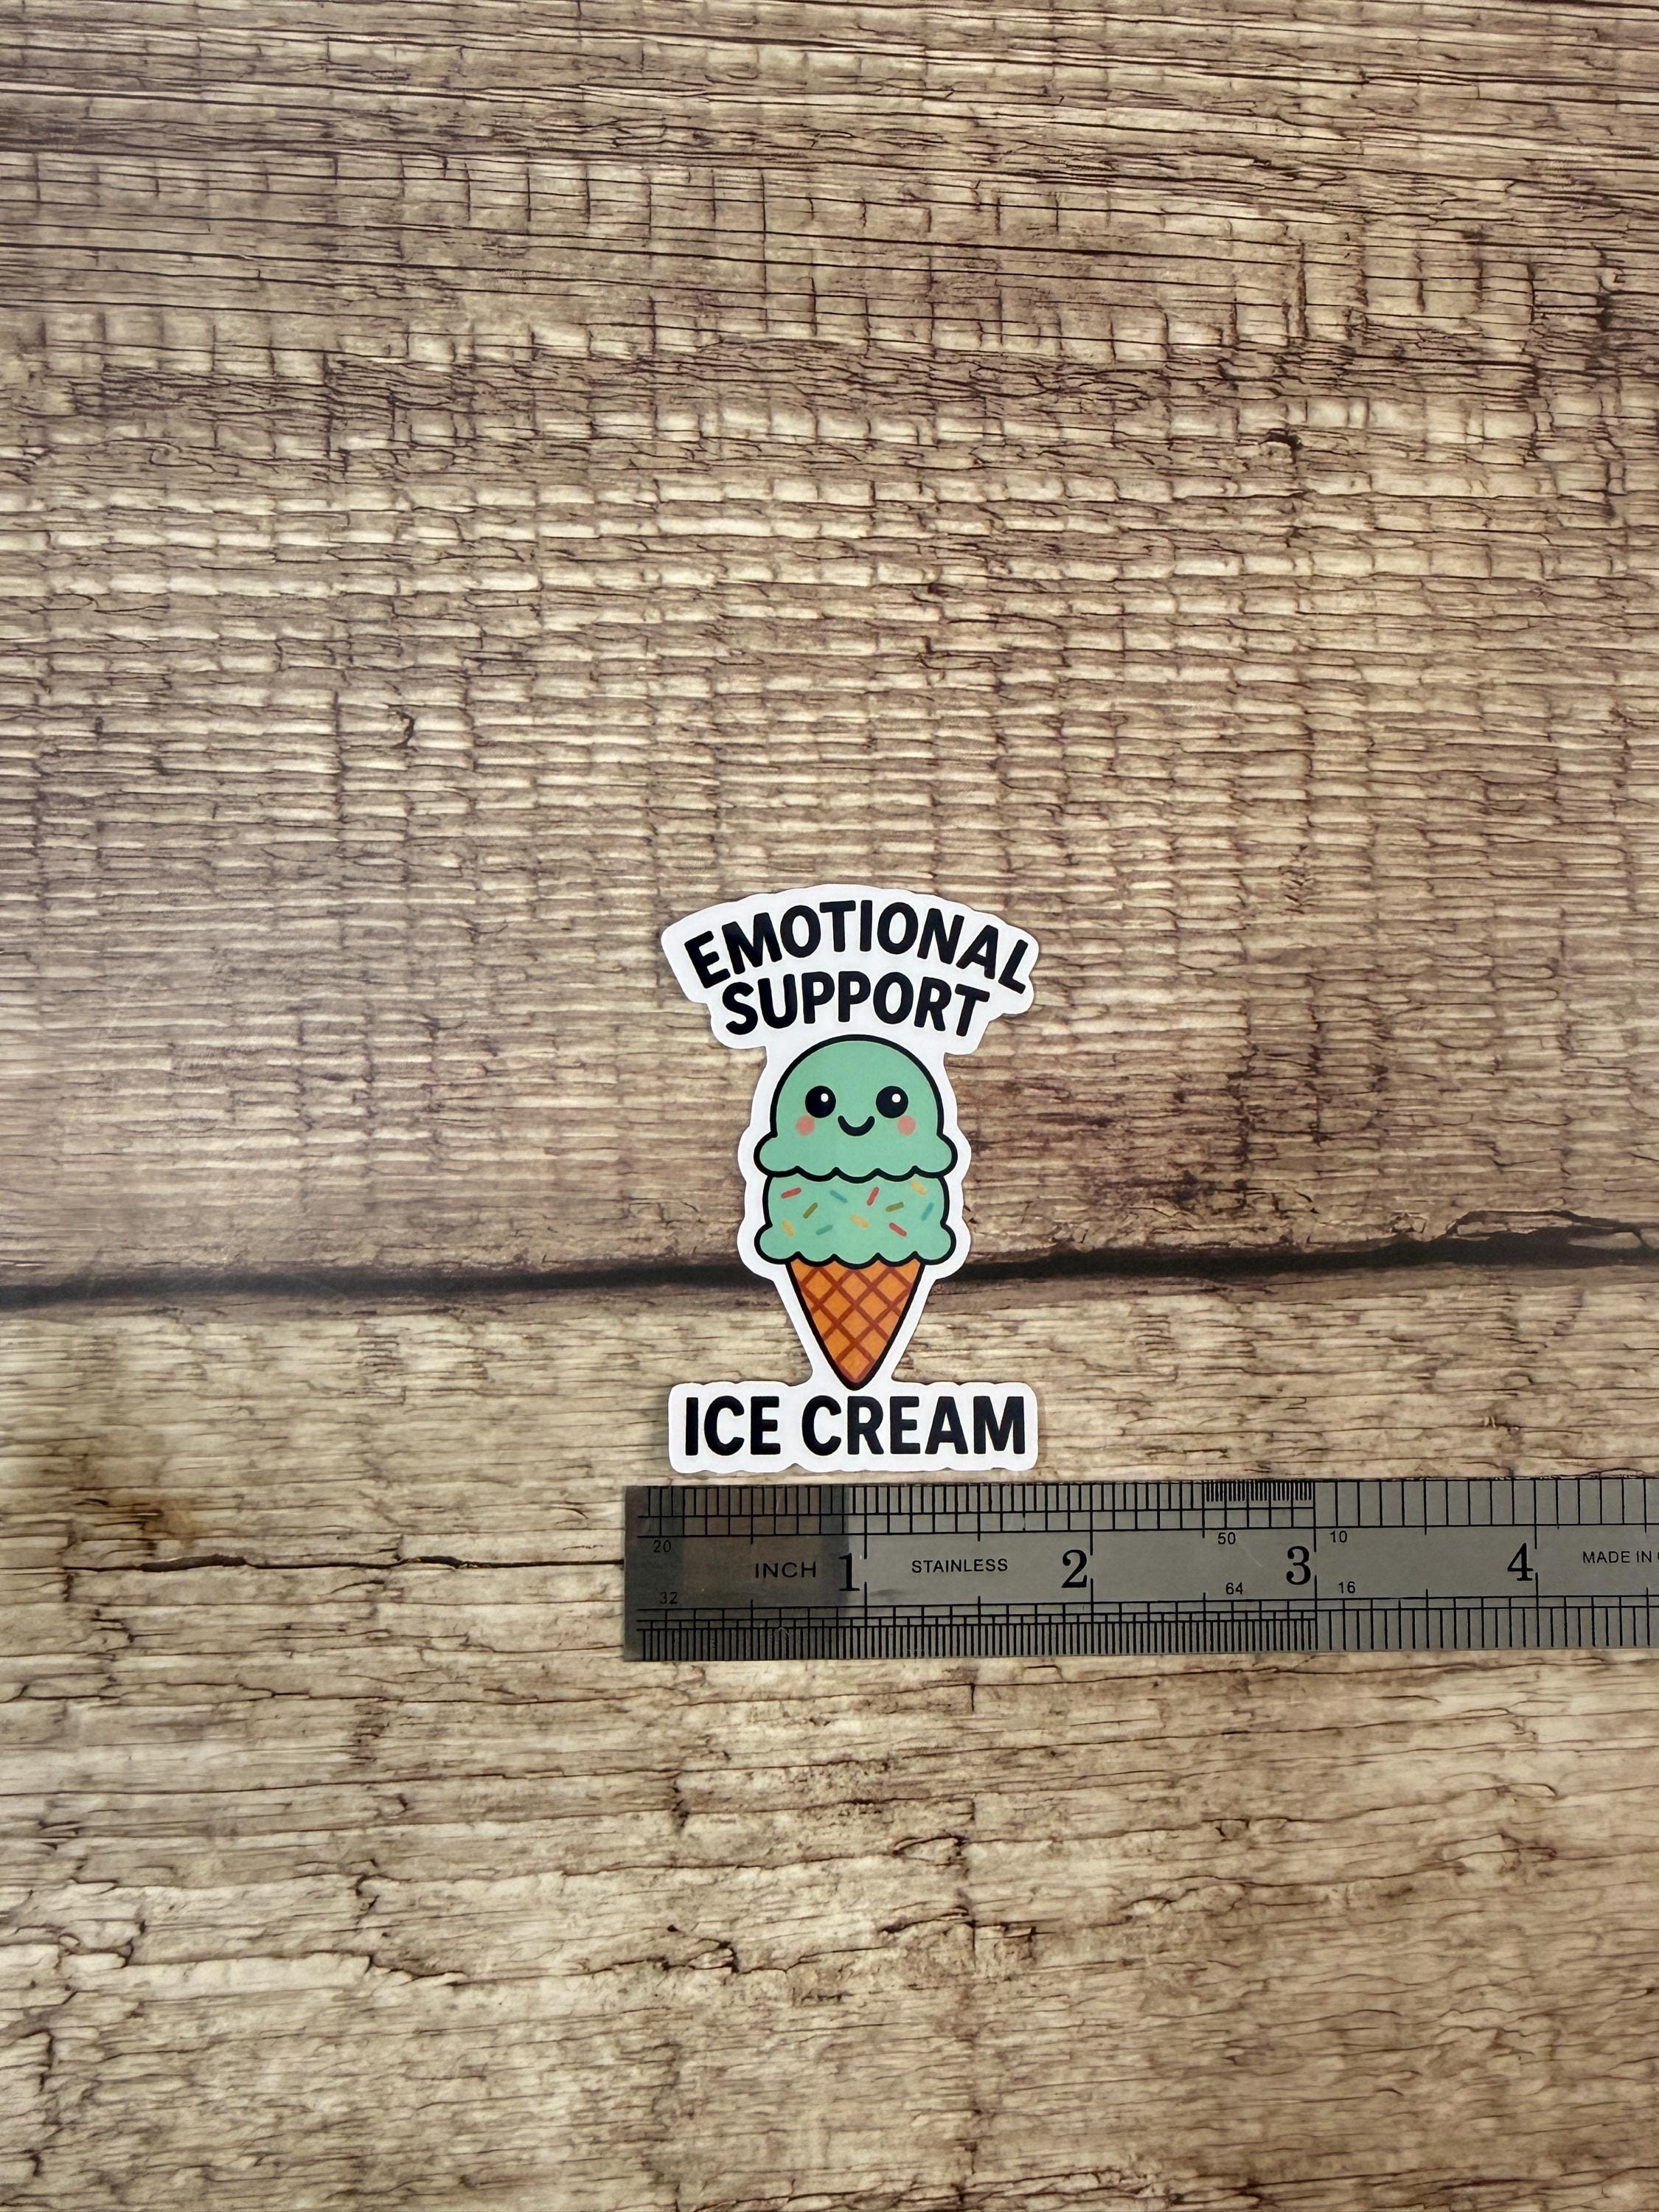 EMOTIONAL
SUPPORT
ICE CREAM
20 50 10
INCH 1 STAINLESS 2 3 4 MADE IN
32 64 16